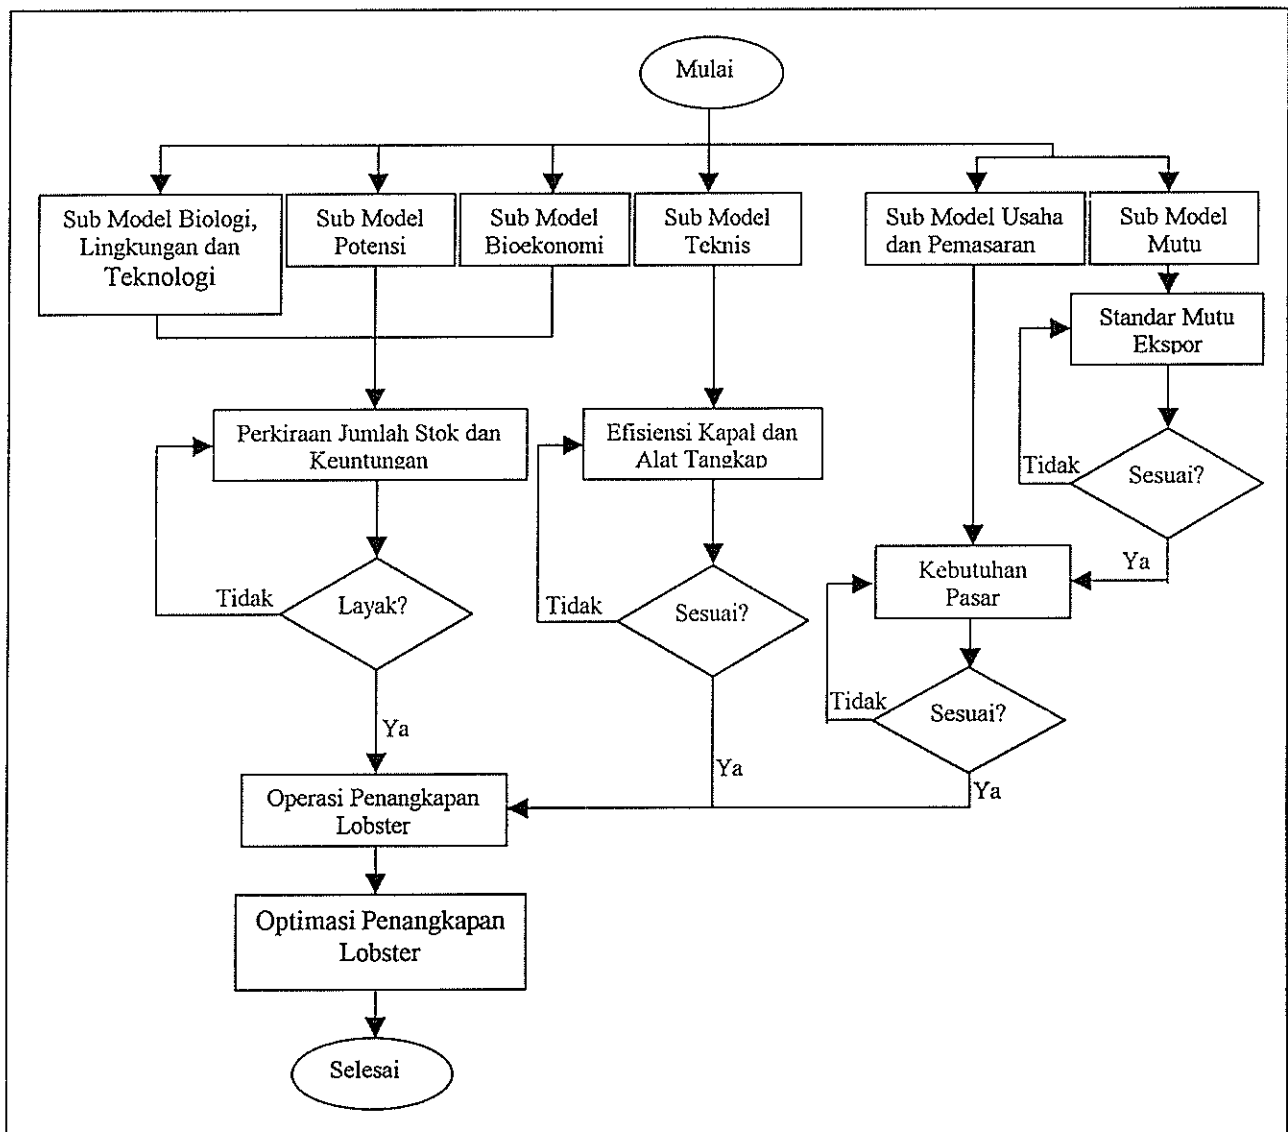 Mulai
Sub Model Biologi,
Lingkungan dan
Teknologi
Sub Model
Potensi
Sub Model
Bioekonomi
Sub Model
Teknis
Sub Model Usaha
dan Pemasaran
Sub Model
Mutu
Standar Mutu
Ekspor
Perkiraan Jumlah Stok dan
Keuntungan
Efisiensi Kapal dan
Alat Tangkap
Tidak
Sesuai?
Ya
Kebutuhan
Pasar
Tidak
Layak?
Tidak
Sesuai?
Tidak
Sesuai?
Ya
Ya
Ya
Operasi Penangkapan
Lobster
Optimasi Penangkapan
Lobster
Selesai